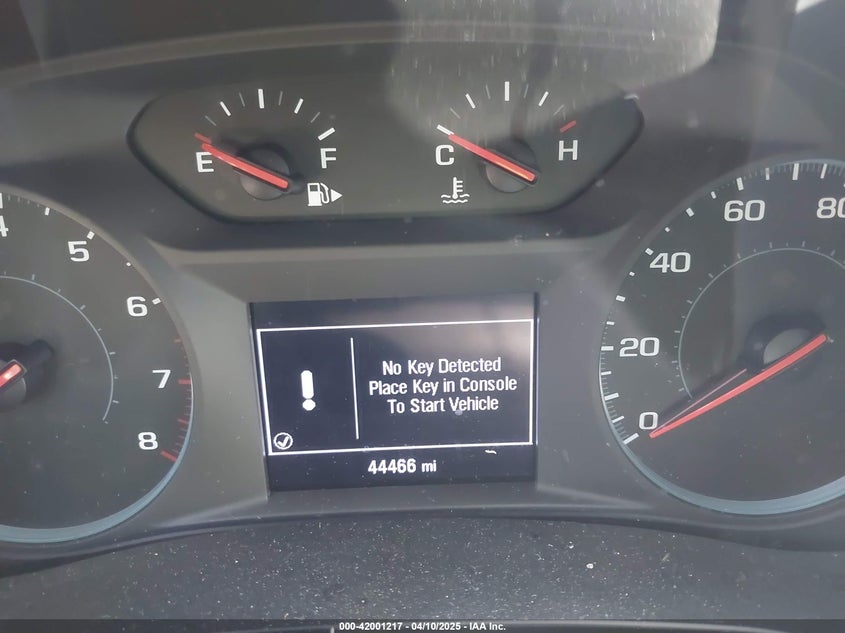 E F
C H
4
5
6
7
8
0
20
40
60
80
No Key Detected
Place Key in Console
To Start Vehicle
44466 mi
000-42001217 - 04/10/2025 - IAA Inc.